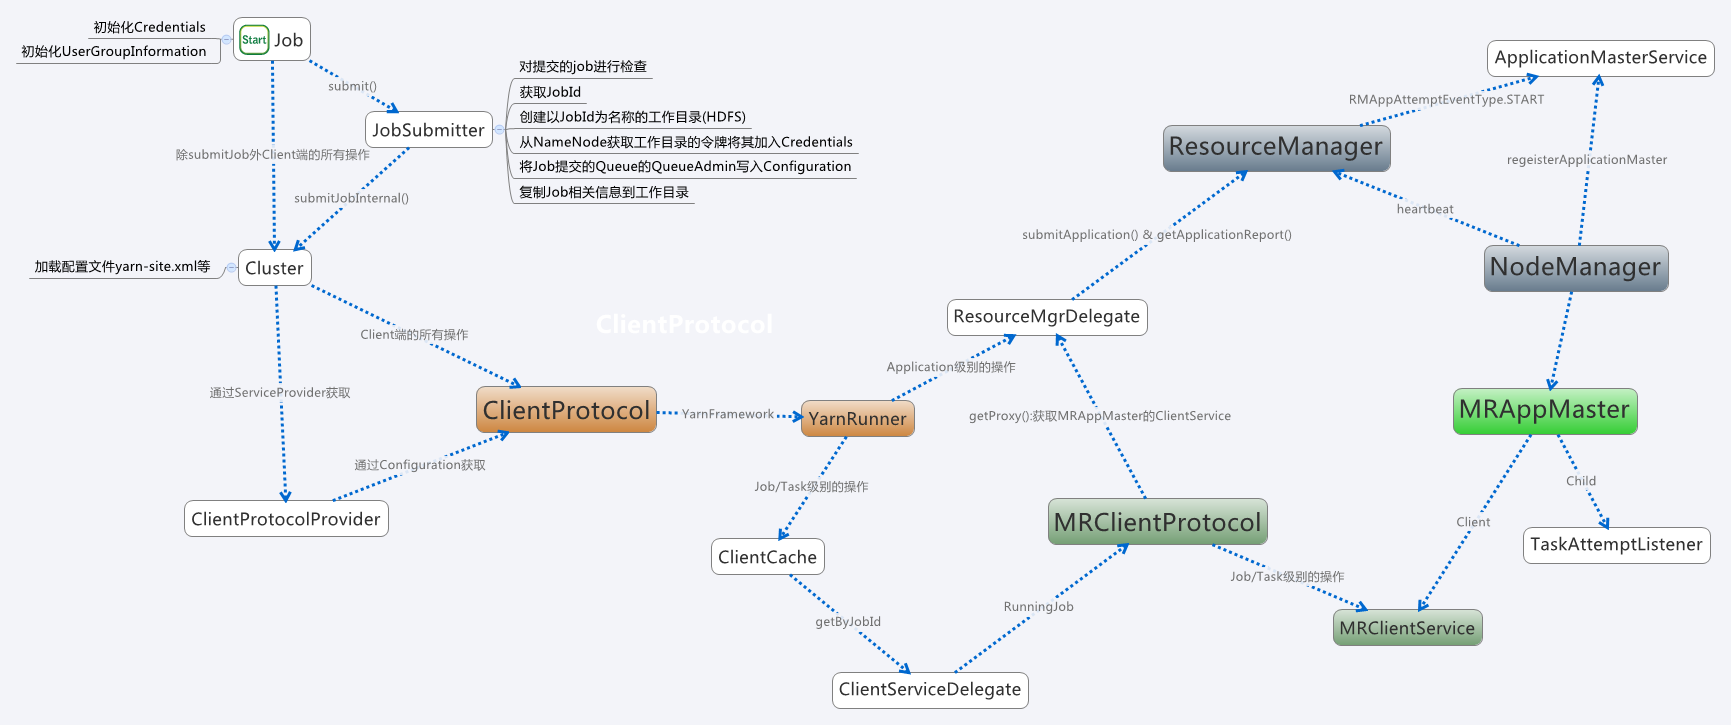 初始化Credentials
初始化UserGroupInformation
Start
Job
submit()
JobSubmitter
对提交的job进行检查
获取JobId
创建以JobId为名称的工作目录(HDFS)
从NameNode获取工作目录的令牌将其加入Credentials
将Job提交的Queue的QueueAdmin写入Configuration
复制Job相关信息到工作目录
除submitJob外Client端的所有操作
submitJobInternal()
加载配置文件yarn-site.xml等
Cluster
Client端的所有操作
通过ServiceProvider获取
ClientProtocol
ClientProtocol
通过Configuration获取
ClientProtocolProvider
YarnFramework
YarnRunner
Application级别的操作
ResourceMgrDelegate
submitApplication() & getApplicationReport()
Job/Task级别的操作
ClientCache
getByJobId
ClientServiceDelegate
RunningJob
MRClientProtocol
getProxy():获取MRAppMaster的ClientService
Job/Task级别的操作
MRClientService
ResourceManager
RMAppAttemptEventType.START
ApplicationMasterService
regeisterApplicationMaster
heartbeat
NodeManager
MRAppMaster
Child
Client
TaskAttemptListener